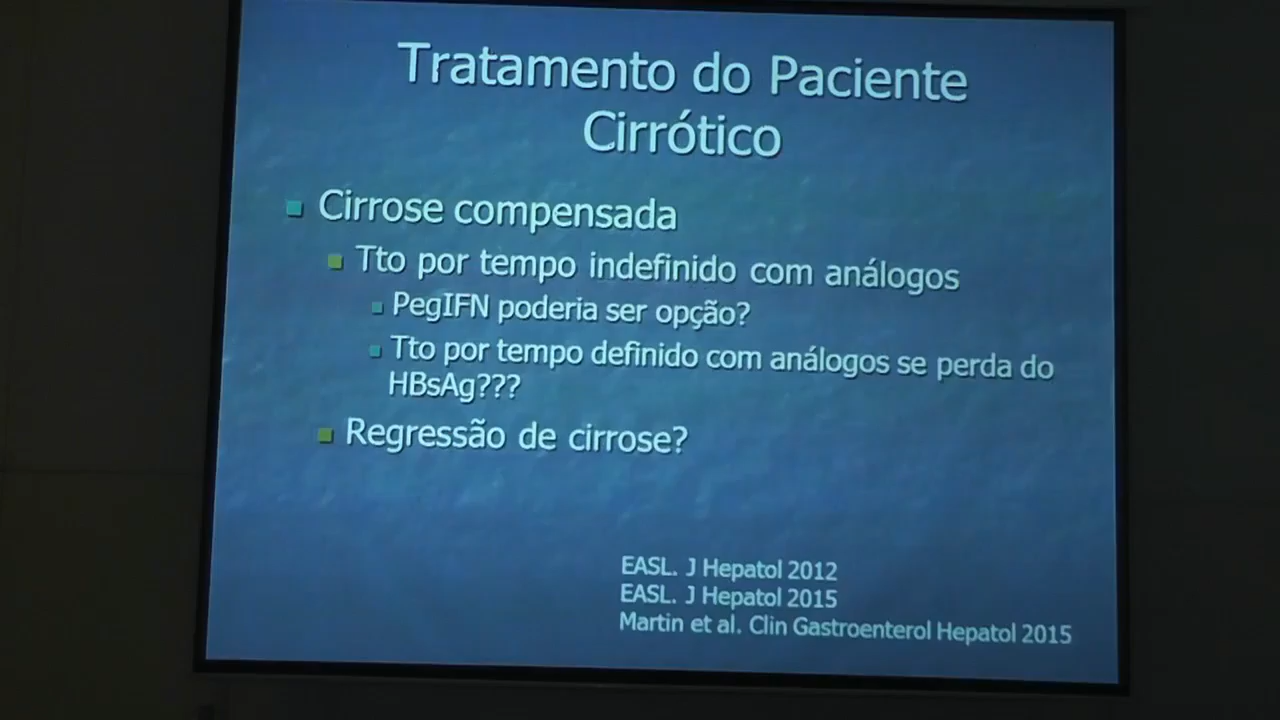 Tratamento do Paciente
Cirrótico
Cirrose compensada
Tto por tempo indefinido com análogos
PegIFN poderia ser opção?
Tto por tempo definido com análogos se perda do
HBsAg???
Regressão de cirrose?
EASL. J Hepatol 2012
EASL. J Hepatol 2015
Martin et al. Clin Gastroenterol Hepatol 2015